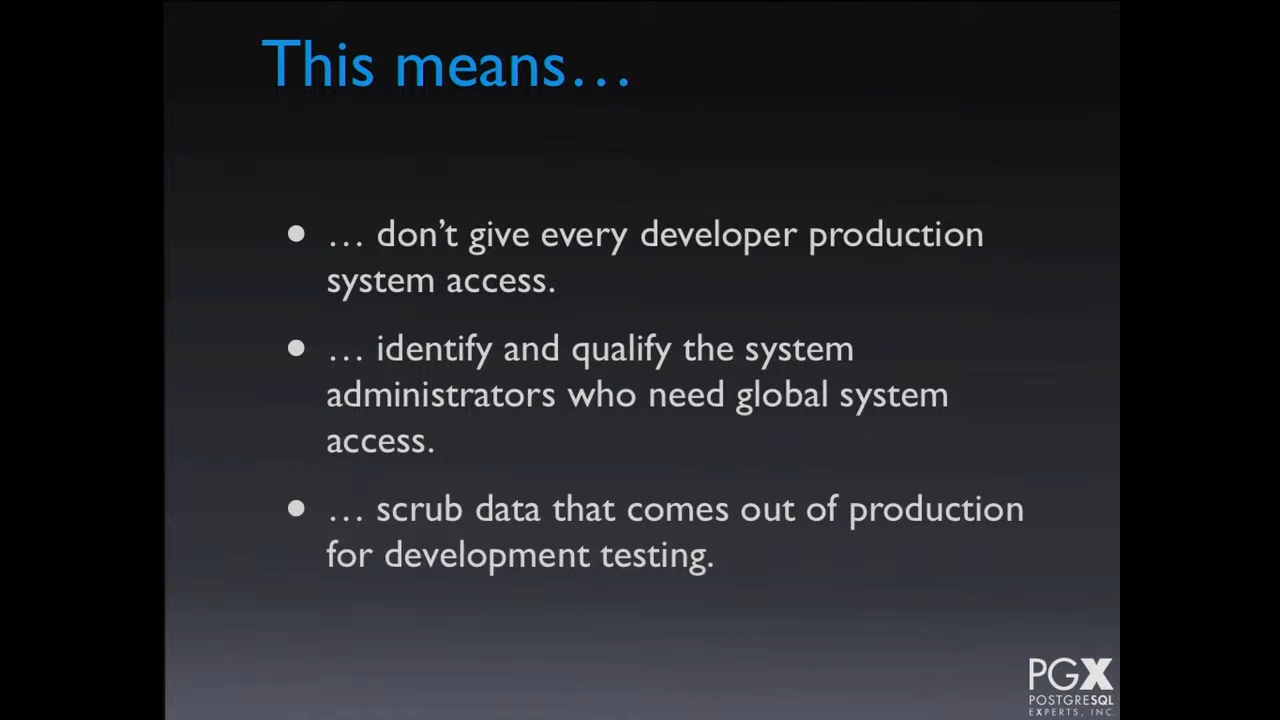 This means…
• … don’t give every developer production
system access.
• … identify and qualify the system
administrators who need global system
access.
• … scrub data that comes out of production
for development testing.
PGX
POSTGRESQL
EXPERTS, INC.